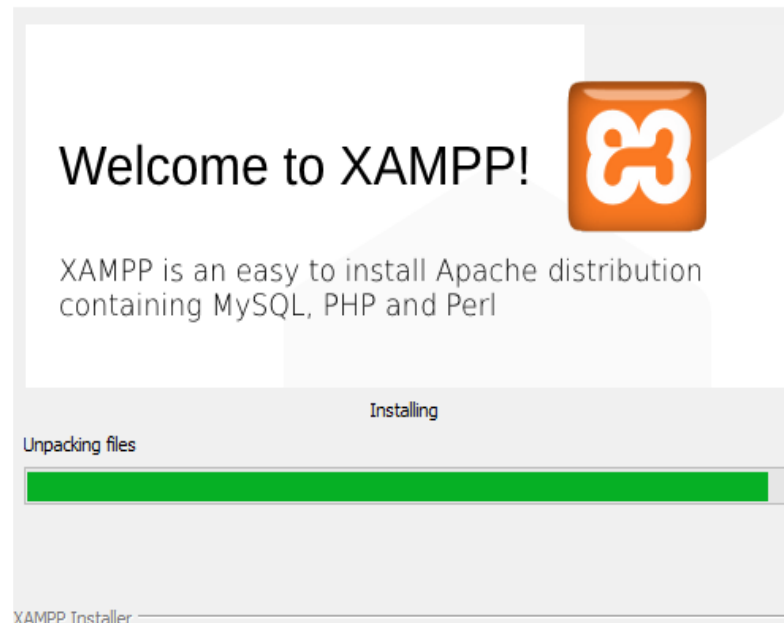 Welcome to XAMPP!
XAMPP is an easy to install Apache distribution
containing MySQL, PHP and Perl
Installing
Unpacking files
XAMPP Installer